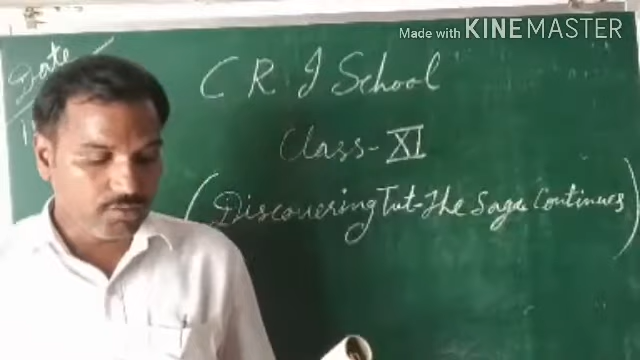 Made with KINEMASTER
Date
C R J School
Class-XI
(Discovering Tut-The Saga Continues)